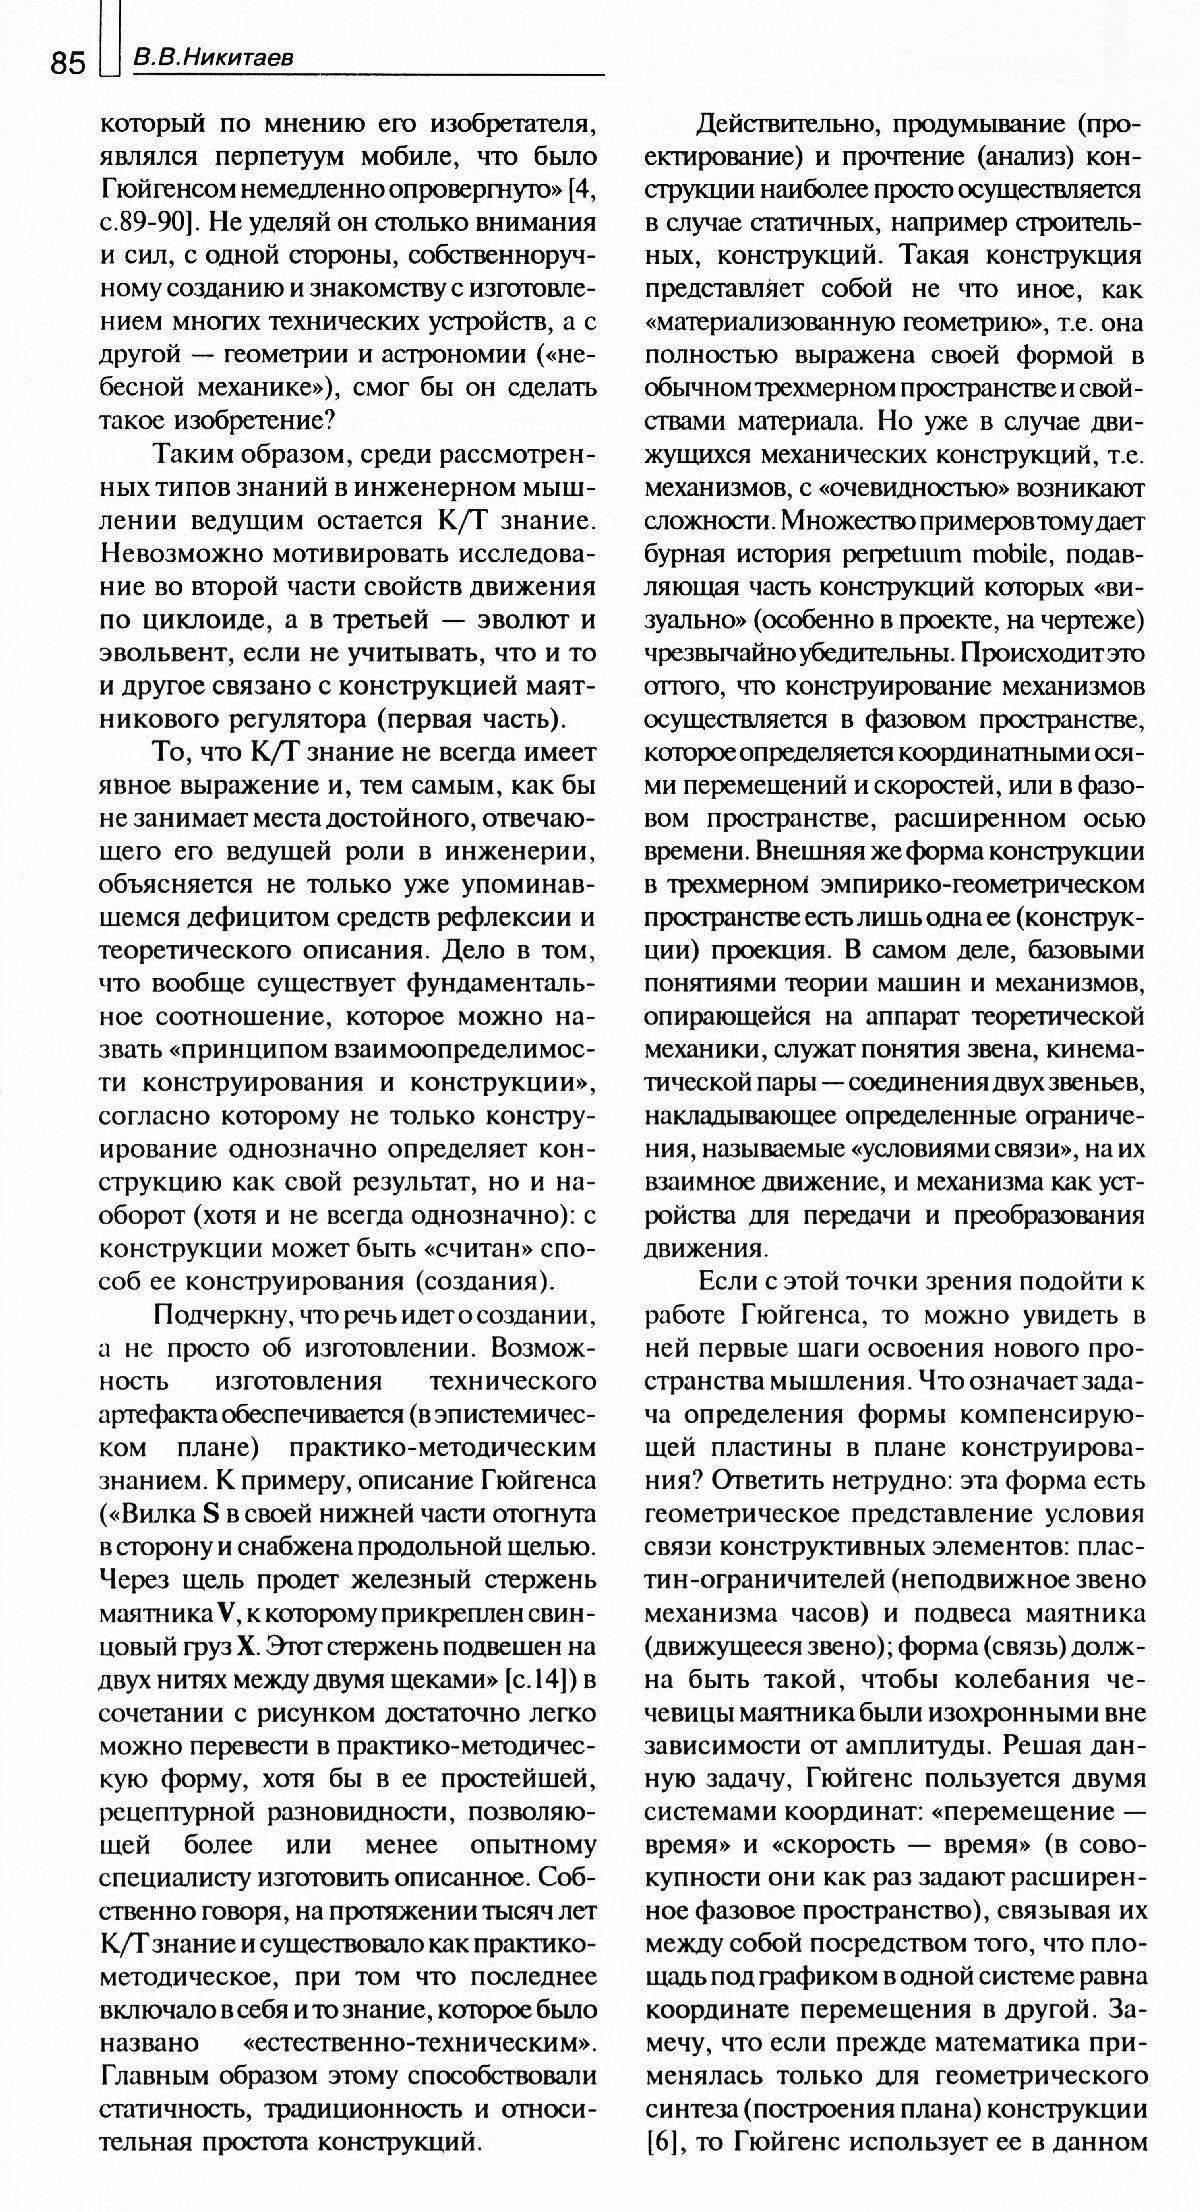 85
В.В.Никитаев
который по мнению его изобретателя,
являлся перпетуум мобиле, что было
Гюйгенсом немедленно опровергнуто» [4,
с.89-90]. Не уделяй он столько внимания
и сил, с одной стороны, собственноруч-
ному созданию и знакомству с изготовле-
нием многих технических устройств, а с
другой — геометрии и астрономии («не-
бесной механике»), смог бы он сделать
такое изобретение?
Таким образом, среди рассмотрен-
ных типов знаний в инженерном мыш-
лении ведущим остается К/Т знание.
Невозможно мотивировать исследова-
ние во второй части свойств движения
по циклоиде, а в третьей — эволют и
эвольвент, если не учитывать, что и то
и другое связано с конструкцией маят-
никового регулятора (первая часть).
То, что К/Т знание не всегда имеет
явное выражение и, тем самым, как бы
не занимает места достойного, отвечаю-
щего его ведущей роли в инженерии,
объясняется не только уже упоминав-
шемся дефицитом средств рефлексии и
теоретического описания. Дело в том,
что вообще существует фундаменталь-
ное соотношение, которое можно на-
звать «принципом взаимоопределимос-
ти конструирования и конструкции»,
согласно которому не только констру-
ирование однозначно определяет кон-
струкцию как свой результат, но и на-
оборот (хотя и не всегда однозначно): с
конструкции может быть «считан» спо-
соб ее конструирования (создания).
Подчеркну, что речь идет о создании,
а не просто об изготовлении. Возмож-
ность изготовления технического
артефакта обеспечивается (в эпистемичес-
ком плане) практико-методическим
знанием. К примеру, описание Гюйгенса
(«Вилка S в своей нижней части отогнута
в сторону и снабжена продольной щелью.
Через щель продет железный стержень
маятника V, к которому прикреплен свин-
цовый груз X. Этот стержень подвешен на
двух нитях между двумя щеками» [с.14]) в
сочетании с рисунком достаточно легко
можно перевести в практико-методичес-
кую форму, хотя бы в ее простейшей,
рецептурной разновидности, позволяю-
щей более или менее опытному
специалисту изготовить описанное. Соб-
ственно говоря, на протяжении тысяч лет
К/Т знание и существовало как практико-
методическое, при том что последнее
включало в себя и то знание, которое было
названо «естественно-техническим».
Главным образом этому способствовали
статичность, традиционность и относи-
тельная простота конструкций.
Действительно, продумывание (про-
ектирование) и прочтение (анализ) кон-
струкции наиболее просто осуществляется
в случае статичных, например строитель-
ных, конструкций. Такая конструкция
представляет собой не что иное, как
«материализованную геометрию», т.е. она
полностью выражена своей формой в
обычном трехмерном пространстве и свой-
ствами материала. Но уже в случае дви-
жущихся механических конструкций, т.е.
механизмов, с «очевидностью» возникают
сложности. Множество примеров тому дает
бурная история perpetuum mobile, подав-
ляющая часть конструкций которых «ви-
зуально» (особенно в проекте, на чертеже)
чрезвычайно убедительны. Происходит это
оттого, что конструирование механизмов
осуществляется в фазовом пространстве,
которое определяется координатными ося-
ми перемещений и скоростей, или в фазо-
вом пространстве, расширенном осью
времени. Внешняя же форма конструкции
в трехмерном эмпирико-геометрическом
пространстве есть лишь одна ее (конструк-
ции) проекция. В самом деле, базовыми
понятиями теории машин и механизмов,
опирающейся на аппарат теоретической
механики, служат понятия звена, кинема-
тической пары — соединения двух звеньев,
накладывающее определенные ограниче-
ния, называемые «условиями связи», на их
взаимное движение, и механизма как уст-
ройства для передачи и преобразования
движения.
Если с этой точки зрения подойти к
работе Гюйгенса, то можно увидеть в
ней первые шаги освоения нового про-
странства мышления. Что означает зада-
ча определения формы компенсирую-
щей пластины в плане конструирова-
ния? Ответить нетрудно: эта форма есть
геометрическое представление условия
связи конструктивных элементов: плас-
тин-ограничителей (неподвижное звено
механизма часов) и подвеса маятника
(движущееся звено); форма (связь) долж-
на быть такой, чтобы колебания че-
чевицы маятника были изохронными вне
зависимости от амплитуды. Решая дан-
ную задачу, Гюйгенс пользуется двумя
системами координат: «перемещение —
время» и «скорость — время» (в сово-
купности они как раз задают расширен-
ное фазовое пространство), связывая их
между собой посредством того, что пло-
щадь под графиком в одной системе равна
координате перемещения в другой. За-
мечу, что если прежде математика при-
менялась только для геометрического
синтеза (построения плана) конструкции
[6], то Гюйгенс использует ее в данном